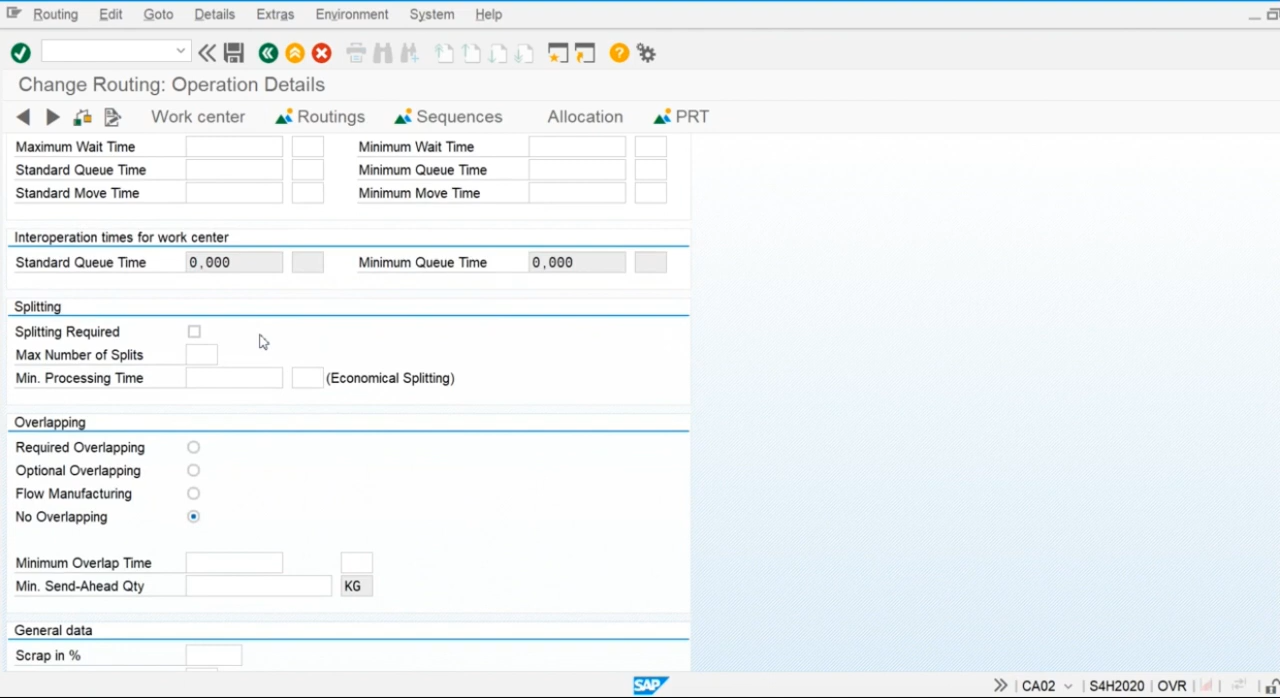 Routing Edit Goto Details Extras Environment System Help
Change Routing: Operation Details
Work center Routings Sequences Allocation PRT
Maximum Wait Time Minimum Wait Time
Standard Queue Time Minimum Queue Time
Standard Move Time Minimum Move Time
Interoperation times for work center
Standard Queue Time 0,000 Minimum Queue Time 0,000
Splitting
Splitting Required
Max Number of Splits
Min. Processing Time (Economical Splitting)
Overlapping
Required Overlapping
Optional Overlapping
Flow Manufacturing
No Overlapping
Minimum Overlap Time
Min. Send-Ahead Qty KG
General data
Scrap in %
SAP CA02 S4H2020 OVR